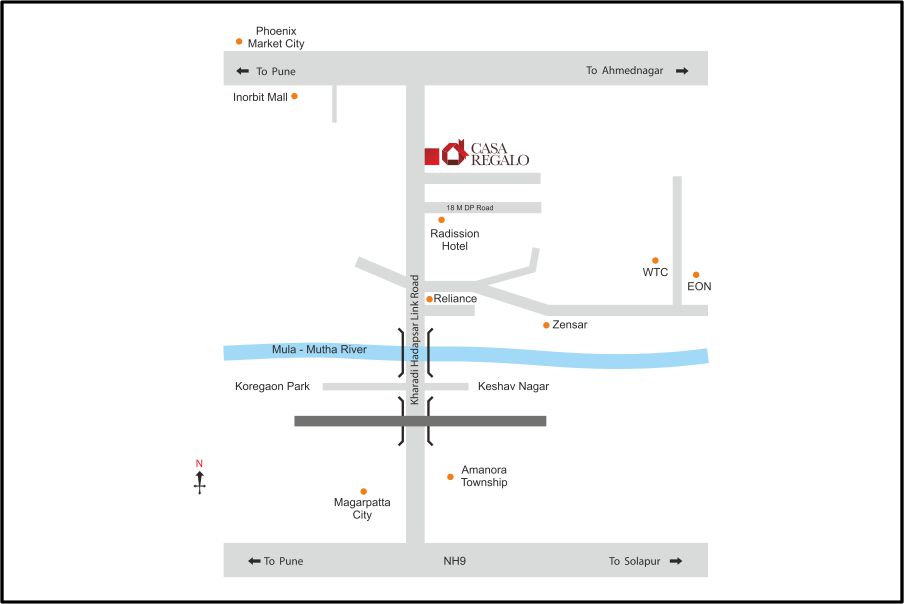 Phoenix
Market City
To Pune
To Ahmednagar
Inorbit Mall
CASA
REGALO
18 M DP Road
Radission
Hotel
WTC
EON
Reliance
Kharadi Hadapsar Link Road
Zensar
Mula - Mutha River
Koregaon Park
Keshav Nagar
N
Amanora
Township
Magarpatta
City
To Pune
NH9
To Solapur